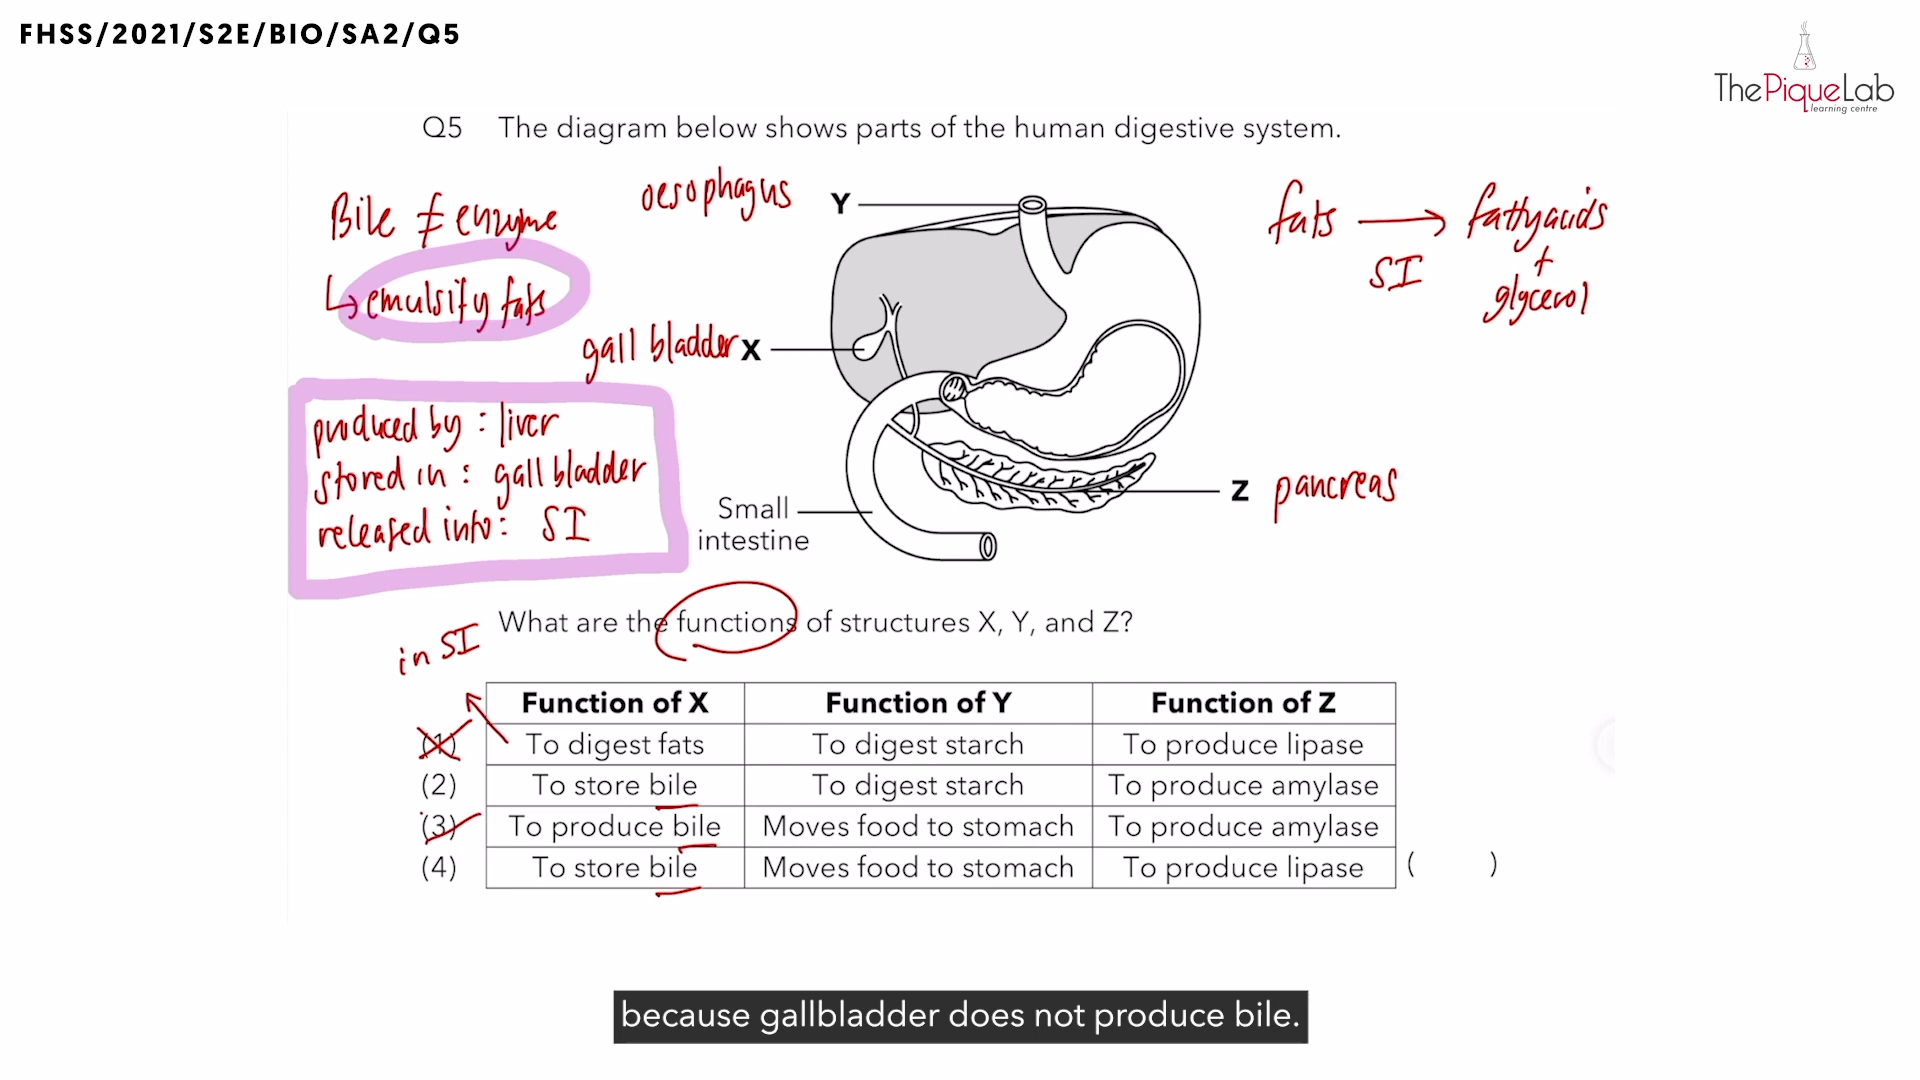 FHSS/2021/S2E/BIO/SA2/Q5
ThePiqueLab
learning centre
Q5 The diagram below shows parts of the human digestive system.
Bile ≠ enzyme
↳ emulsify fats
oesophagus Y
fats → fatty acids
SI +
glycerol
gall bladder X
produced by : liver
stored in : gall bladder
released into: SI
Z pancreas
Small
intestine
What are the functions of structures X, Y, and Z?
in SI
Function of X Function of Y Function of Z
(1) To digest fats To digest starch To produce lipase
(2) To store bile To digest starch To produce amylase
(3) To produce bile Moves food to stomach To produce amylase
(4) To store bile Moves food to stomach To produce lipase ( )
because gallbladder does not produce bile.